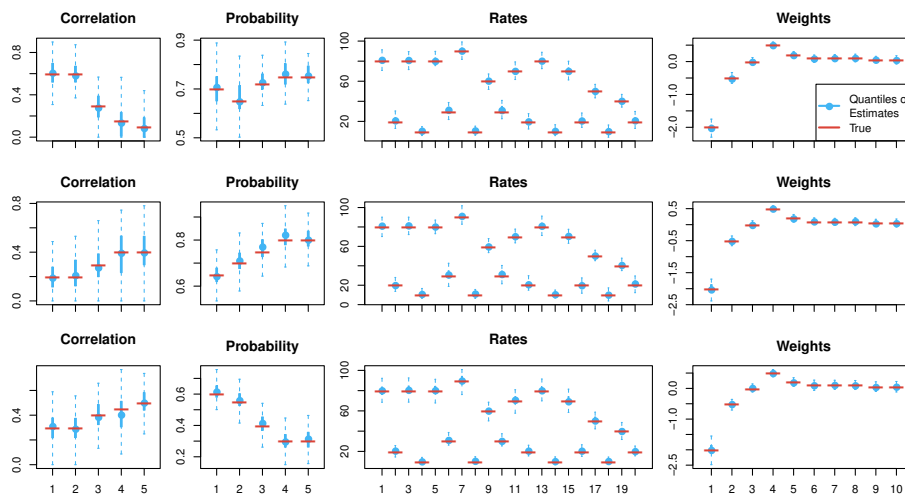 Correlation Probability Rates Weights
0.0 0.4 0.8
0.5 0.7 0.9
20 60 100
-2.0 -1.0 0.0
Quantiles o
Estimates
True
Correlation Probability Rates Weights
0.0 0.4 0.8
0.6 0.8
0 20 60 100
-2.5 -1.5 -0.5 0.5
Correlation Probability Rates Weights
0.0 0.4
0.2 0.4 0.6
20 60 100
-2.5 -1.0 0.0
1 2 3 4 5 1 2 3 4 5 1 3 5 7 9 11 13 15 17 19 1 2 3 4 5 6 7 8 9 10